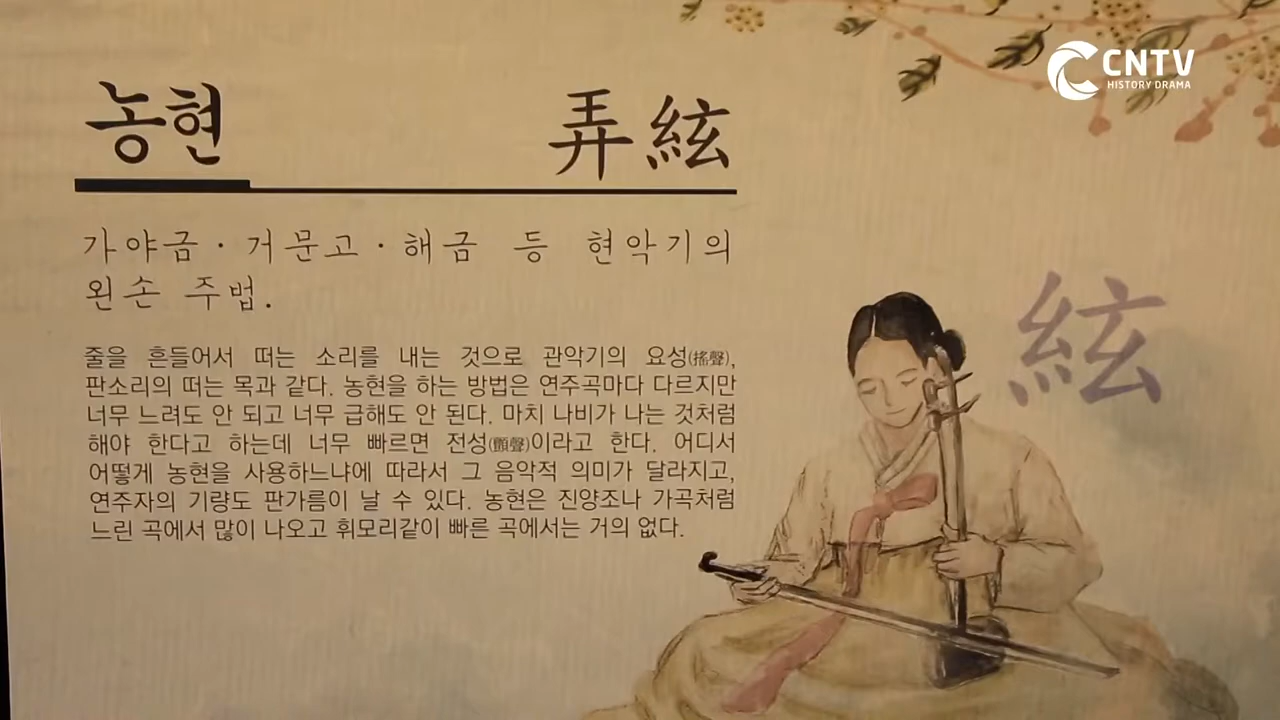 CNTV
HISTORY DRAMA
농현 弄絃
가야금·거문고·해금 등 현악기의
왼손 주법.
줄을 흔들어서 떠는 소리를 내는 것으로 관악기의 요성(搖聲),
판소리의 떠는 목과 같다. 농현을 하는 방법은 연주곡마다 다르지만
너무 느려도 안 되고 너무 급해도 안 된다. 마치 나비가 나는 것처럼
해야 한다고 하는데 너무 빠르면 전성(顫聲)이라고 한다. 어디서
어떻게 농현을 사용하느냐에 따라서 그 음악적 의미가 달라지고,
연주자의 기량도 판가름이 날 수 있다. 농현은 진양조나 가곡처럼
느린 곡에서 많이 나오고 휘모리같이 빠른 곡에서는 거의 없다.
絃